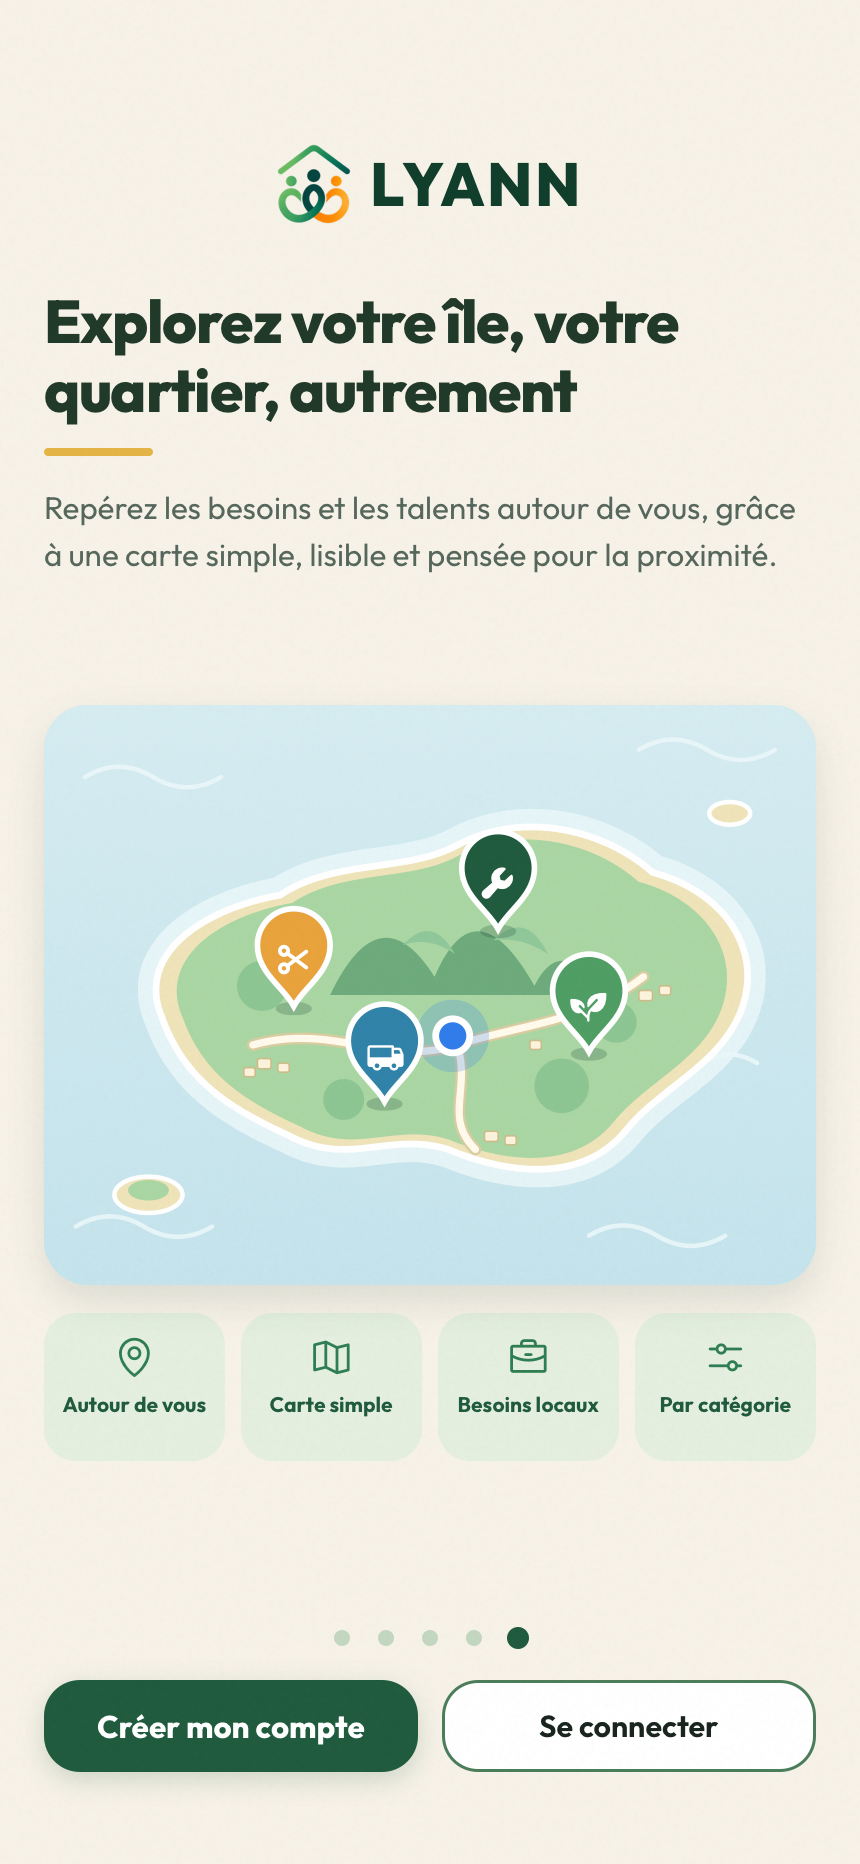 LYANN
Explorez votre île, votre
quartier, autrement
Repérez les besoins et les talents autour de vous, grâce
à une carte simple, lisible et pensée pour la proximité.
Autour de vous
Carte simple
Besoins locaux
Par catégorie
Créer mon compte
Se connecter